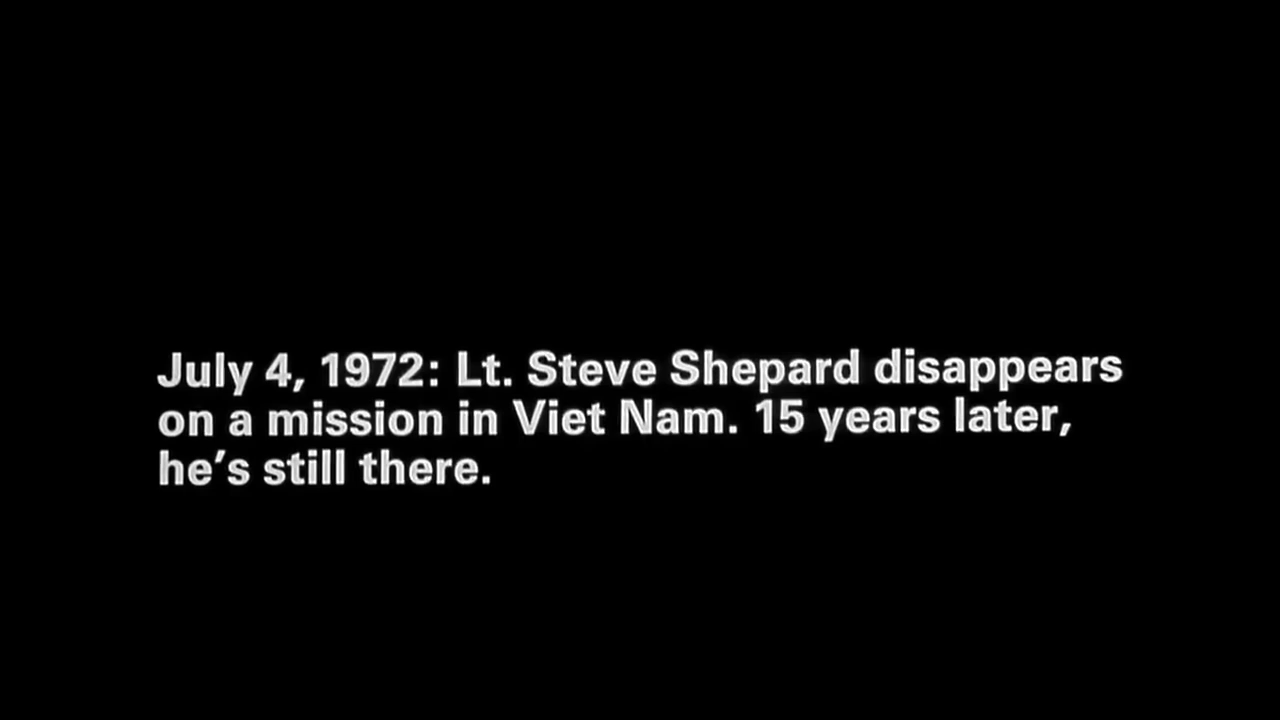 July 4, 1972: Lt. Steve Shepard disappears
on a mission in Viet Nam. 15 years later,
he’s still there.